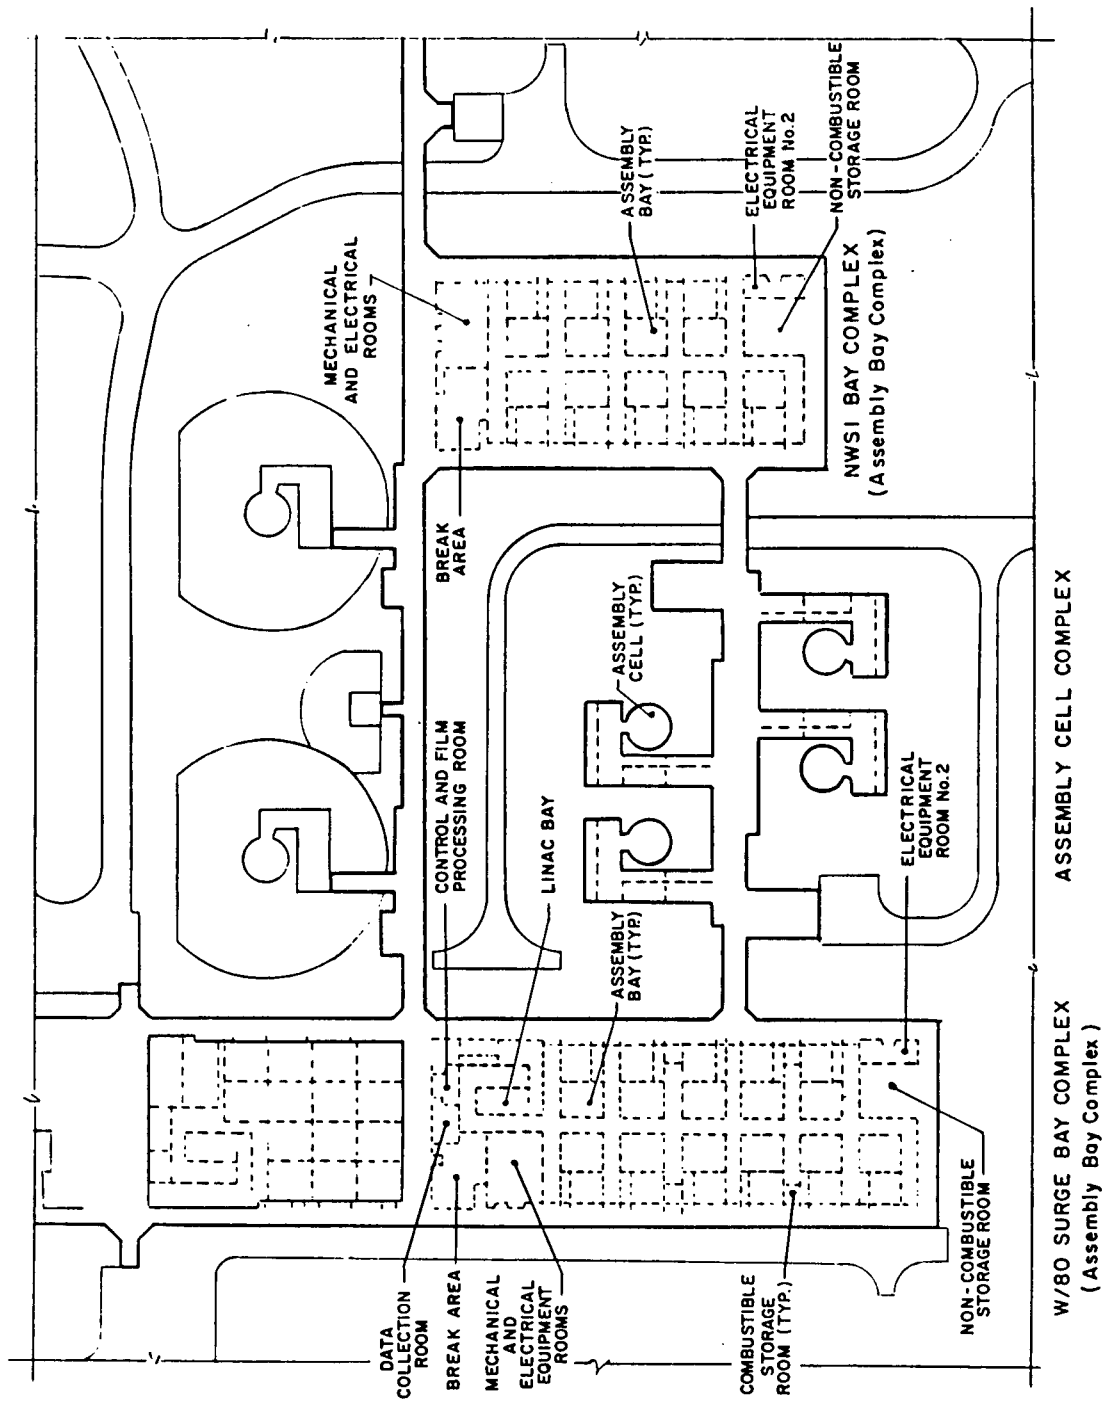 MECHANICAL
AND ELECTRICAL
ROOMS
ASSEMBLY
BAY (TYP.)
ELECTRICAL
EQUIPMENT
ROOM No.2
NON-COMBUSTIBLE
STORAGE ROOM
NWSI BAY COMPLEX
(Assembly Bay Complex)
BREAK
AREA
ASSEMBLY
CELL (TYP.)
CONTROL AND FILM
PROCESSING ROOM
LINAC BAY
ASSEMBLY
BAY (TYP.)
ELECTRICAL
EQUIPMENT
ROOM No.2
ASSEMBLY CELL COMPLEX
DATA
COLLECTION
ROOM
BREAK AREA
MECHANICAL
AND
ELECTRICAL
EQUIPMENT
ROOMS
COMBUSTIBLE
STORAGE
ROOM (TYP.)
NON-COMBUSTIBLE
STORAGE ROOM
W/80 SURGE BAY COMPLEX
(Assembly Bay Complex)